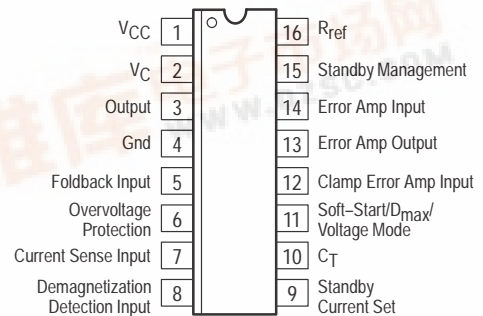 VCC 1
VC 2
Output 3
Gnd 4
Foldback Input 5
Overvoltage
Protection 6
Current Sense Input 7
Demagnetization
Detection Input 8
16 Rref
15 Standby Management
14 Error Amp Input
13 Error Amp Output
12 Clamp Error Amp Input
11 Soft–Start/Dmax/
Voltage Mode
10 CT
9 Standby
Current Set